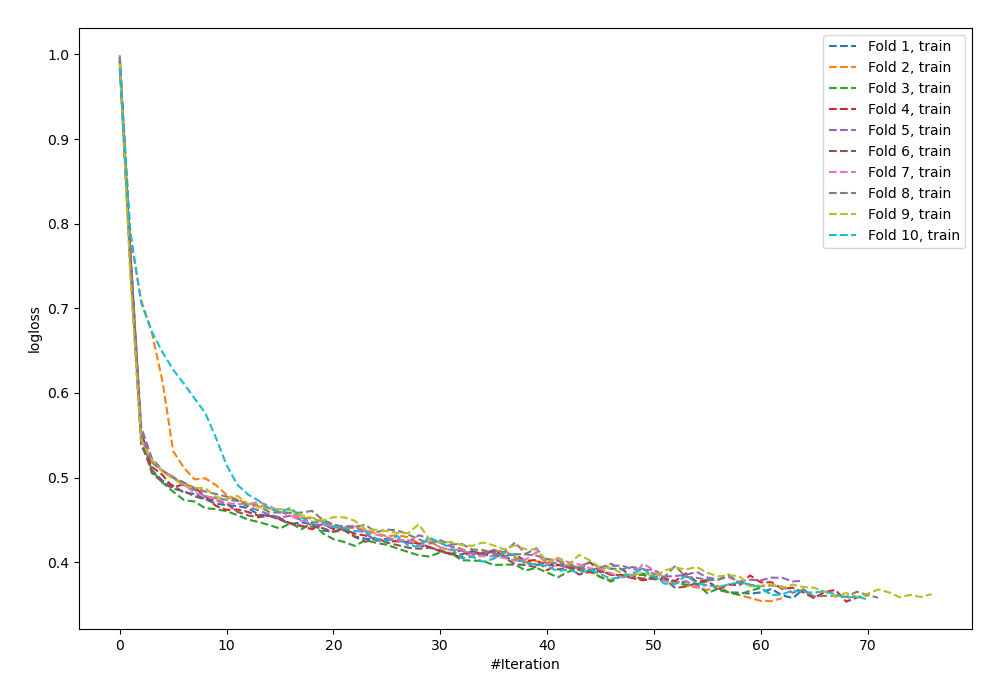 1.0
0.9
0.8
0.7
0.6
0.5
0.4
logloss
0
10
20
30
40
50
60
70
#Iteration
Fold 1, train
Fold 2, train
Fold 3, train
Fold 4, train
Fold 5, train
Fold 6, train
Fold 7, train
Fold 8, train
Fold 9, train
Fold 10, train